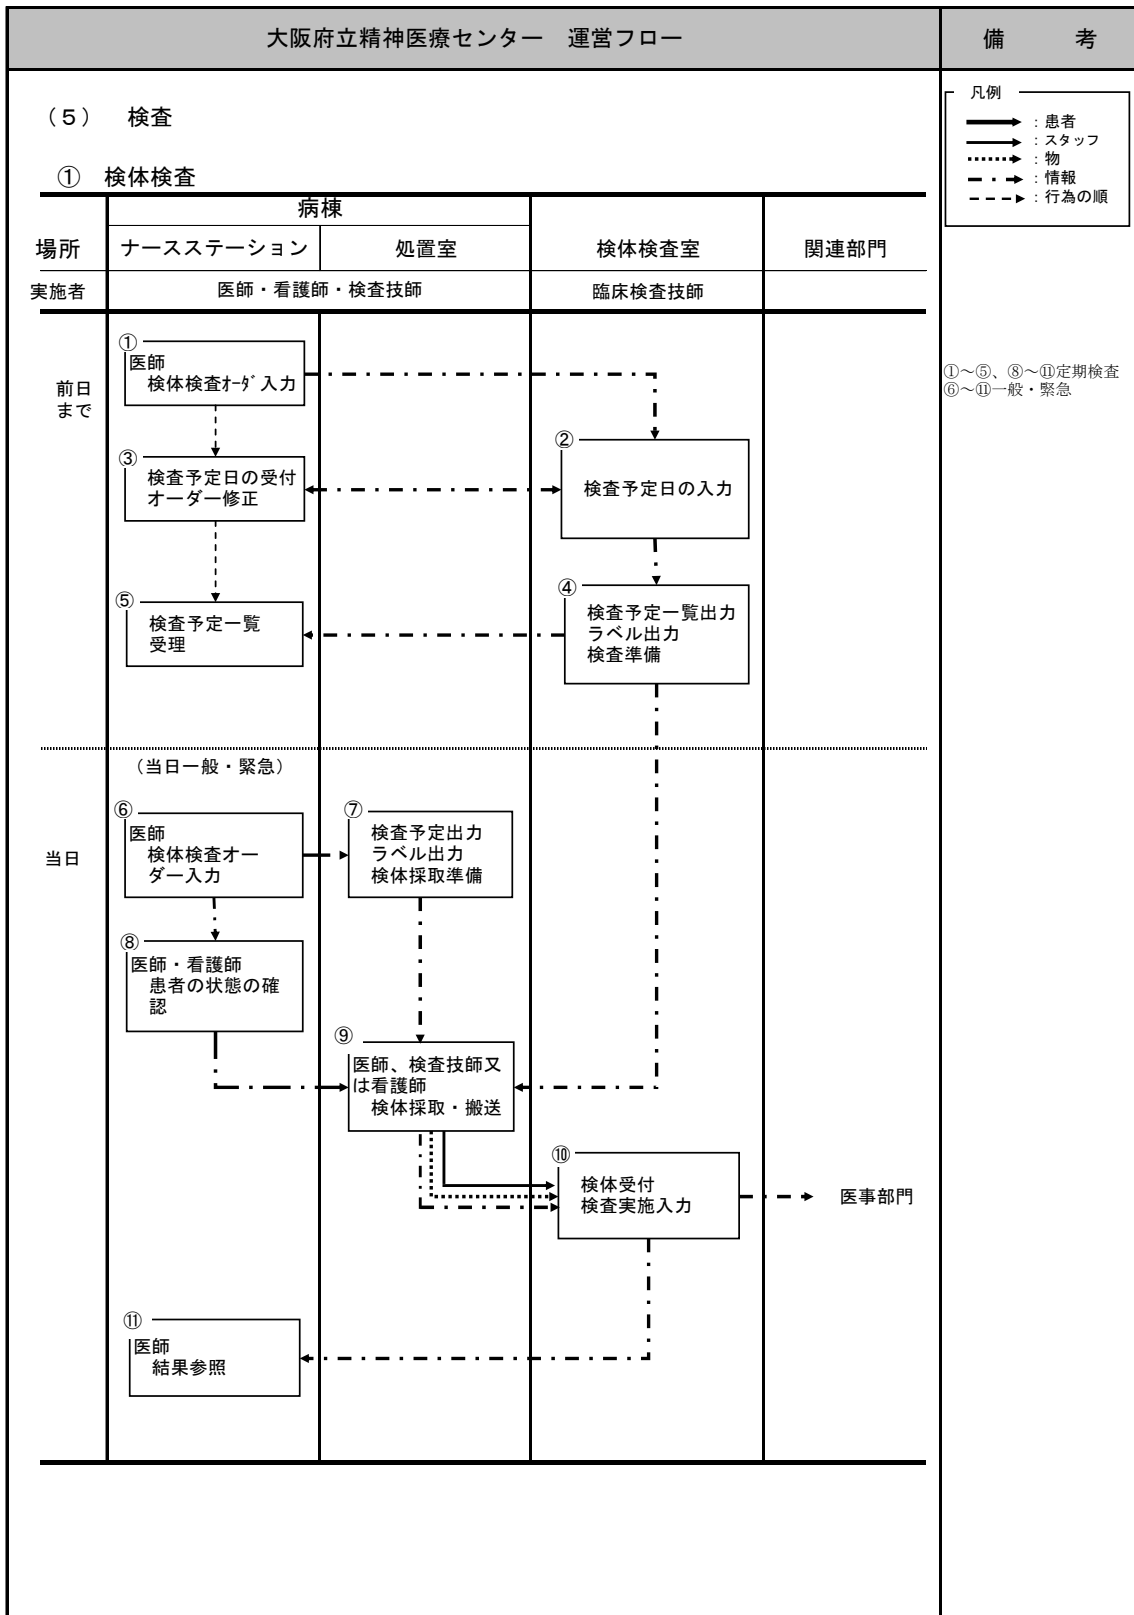 大阪府立精神医療センター　運営フロー
備　考
（５）　検査
①　検体検査
凡例
：患者
：スタッフ
：物
：情報
：行為の順
病棟
場所
ナースステーション
処置室
検体検査室
関連部門
実施者
医師・看護師・検査技師
臨床検査技師
前日
まで
①
医師
検体検査ｵｰﾀﾞ入力
①～⑤、⑧～⑪定期検査
⑥～⑪一般・緊急
②
検査予定日の入力
③
検査予定日の受付
オーダー修正
④
検査予定一覧出力
ラベル出力
検査準備
⑤
検査予定一覧
受理
（当日一般・緊急）
当日
⑥
医師
検体検査オー
ダー入力
⑦
検査予定出力
ラベル出力
検体採取準備
⑧
医師・看護師
患者の状態の確
認
⑨
医師、検査技師又
は看護師
検体採取・搬送
⑩
検体受付
検査実施入力
医事部門
⑪
医師
結果参照